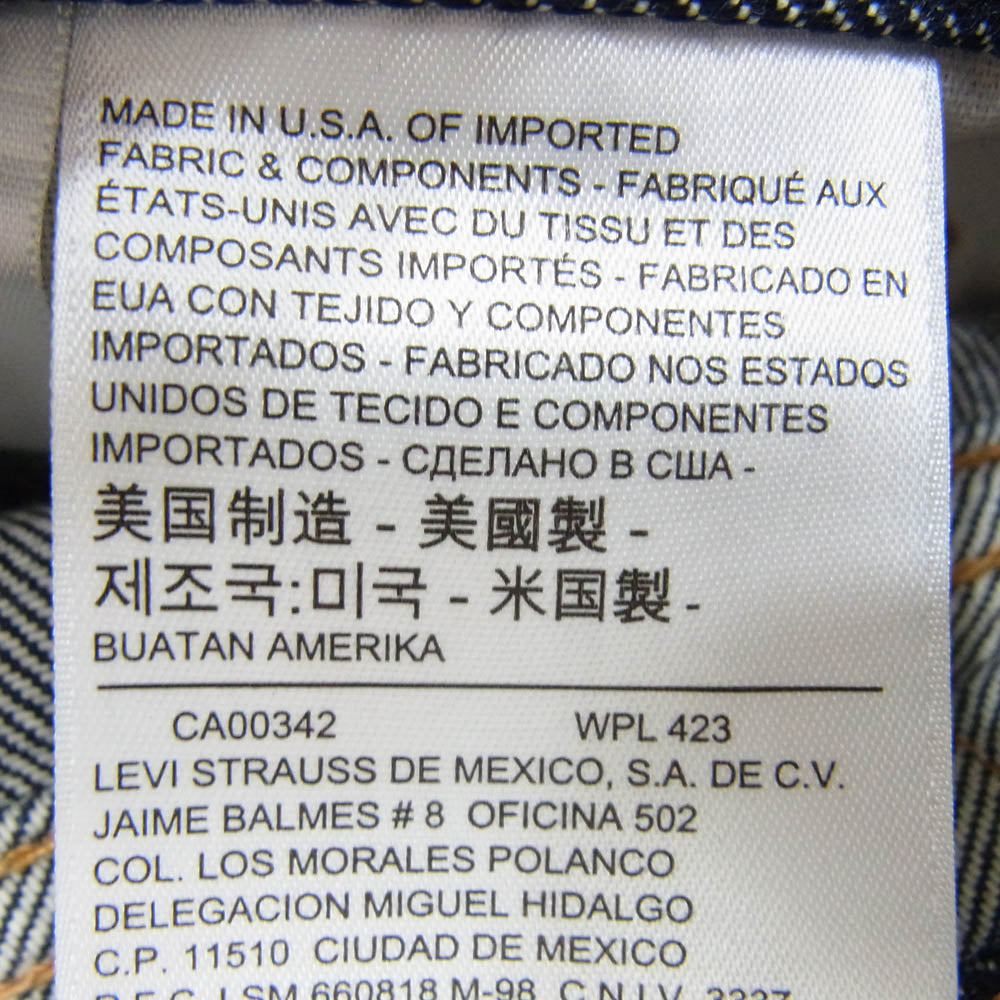 MADE IN U.S.A. OF IMPORTED
FABRIC & COMPONENTS - FABRIQUÉ AUX
ÉTATS-UNIS AVEC DU TISSU ET DES
COMPOSANTS IMPORTÉS - FABRICADO EN
EUA CON TEJIDO Y COMPONENTES
IMPORTADOS - FABRICADO NOS ESTADOS
UNIDOS DE TECIDO E COMPONENTES
IMPORTADOS - СДЕЛАНО В США -
美国制造 - 美國製 -
제조국:미국 - 米国製 -
BUATAN AMERIKA
CA00342 WPL 423
LEVI STRAUSS DE MEXICO, S.A. DE C.V.
JAIME BALMES # 8 OFICINA 502
COL. LOS MORALES POLANCO
DELEGACION MIGUEL HIDALGO
C.P. 11510 CIUDAD DE MEXICO
R.F.C. LSM 660818 M-98 C.N.I.V.